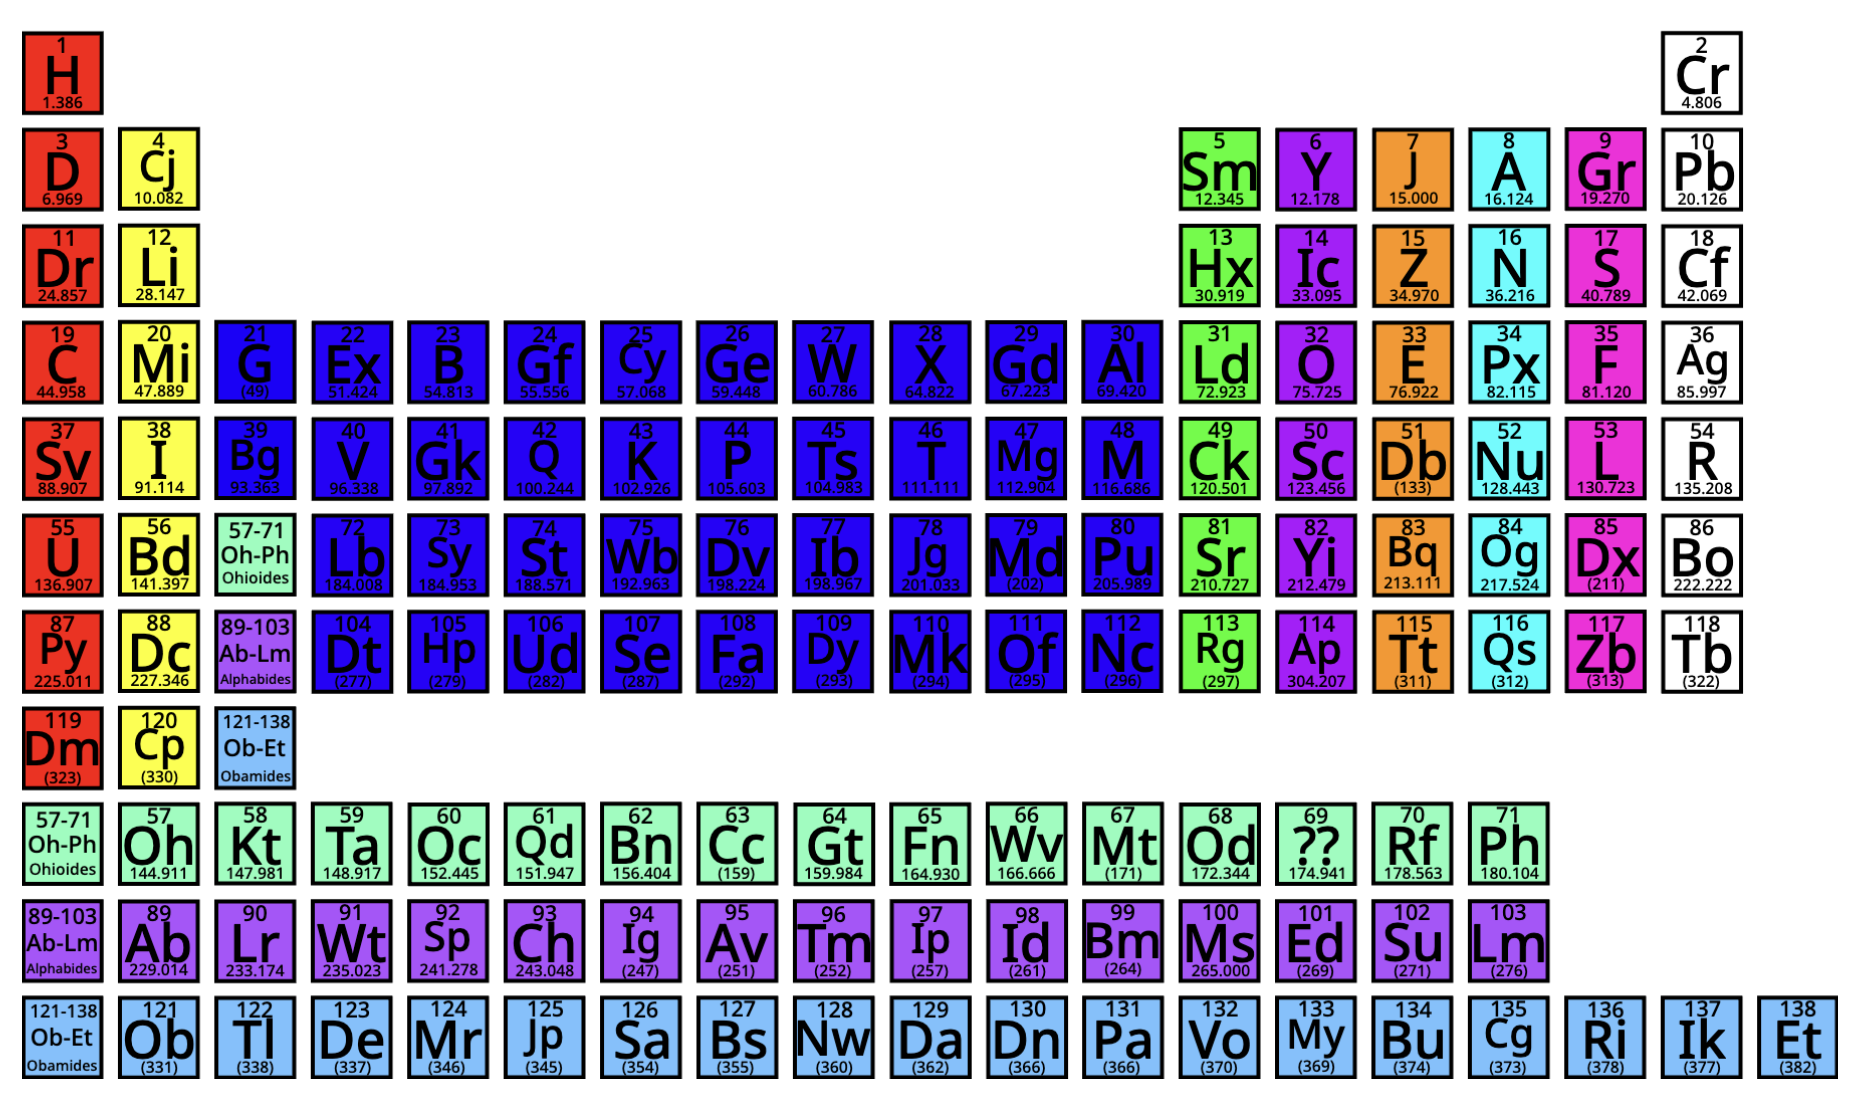 1 2
H Cr
1.386 4.806
3 4 5 6 7 8 9 10
D Cj Sm Y J A Gr Pb
6.969 10.082 12.345 12.178 15.000 16.124 19.270 20.126
11 12 13 14 15 16 17 18
Dr Li Hx Ic Z N S Cf
24.857 28.147 30.919 33.095 34.970 36.216 40.789 42.069
19 20 21 22 23 24 25 26 27 28 29 30 31 32 33 34 35 36
C Mi G Ex B Gf Cy Ge W X Gd Al Ld O E Px F Ag
44.958 47.889 (49) 51.424 54.813 55.556 57.068 59.448 60.786 64.822 67.223 69.420 72.923 75.725 76.922 82.115 81.120 85.997
37 38 39 40 41 42 43 44 45 46 47 48 49 50 51 52 53 54
Sv I Bg V Gk Q K P Ts T Mg M Ck Sc Db Nu L R
88.907 91.114 93.363 96.338 97.892 100.244 102.926 105.603 104.983 111.111 112.904 116.686 120.501 123.456 (133) 128.443 130.723 135.208
55 56 57-71 72 73 74 75 76 77 78 79 80 81 82 83 84 85 86
U Bd Oh-Ph Lb Sy St Wb Dv Ib Jg Md Pu Sr Yi Bq Og Dx Bo
136.907 141.397 Ohioides 184.008 184.953 188.571 192.963 198.224 198.967 201.033 (202) 205.989 210.727 212.479 213.111 217.524 (211) 222.222
87 88 89-103 104 105 106 107 108 109 110 111 112 113 114 115 116 117 118
Py Dc Ab-Lm Dt Hp Ud Se Fa Dy Mk Of Nc Rg Ap Tt Qs Zb Tb
225.011 227.346 Alphabides (277) (279) (282) (287) (292) (293) (294) (295) (296) (297) 304.207 (311) (312) (313) (322)
119 120 121-138
Dm Cp Ob-Et
(323) (330) Obamides
57-71 57 58 59 60 61 62 63 64 65 66 67 68 69 70 71
Oh-Ph Oh Kt Ta Oc Qd Bn Cc Gt Fn Wv Mt Od ?? Rf Ph
Ohioides 144.911 147.981 148.917 152.445 151.947 156.404 (159) 159.984 164.930 166.666 (171) 172.344 174.941 178.563 180.104
89-103 89 90 91 92 93 94 95 96 97 98 99 100 101 102 103
Ab-Lm Ab Lr Wt Sp Ch Ig Av Tm Ip Id Bm Ms Ed Su Lm
Alphabides 229.014 233.174 235.023 241.278 243.048 (247) (251) (252) (257) (261) (264) 265.000 (269) (271) (276)
121-138 121 122 123 124 125 126 127 128 129 130 131 132 133 134 135 136 137 138
Ob-Et Ob Tl De Mr Jp Sa Bs Nw Da Dn Pa Vo My Bu Cg Ri Ik Et
Obamides (331) (338) (337) (346) (345) (354) (355) (360) (362) (366) (366) (370) (369) (374) (373) (378) (377) (382)